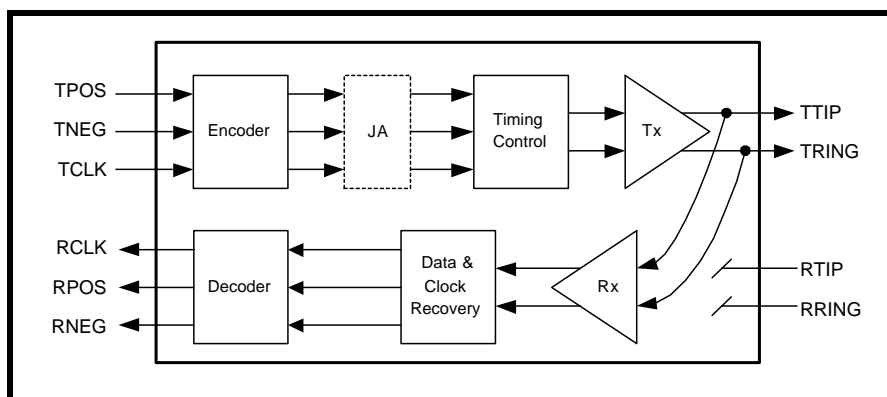 TPOS
TNEG
TCLK
Encoder
JA
Timing
Control
Tx
TTIP
TRING
RCLK
RPOS
RNEG
Decoder
Data &
Clock
Recovery
Rx
RTIP
RRING